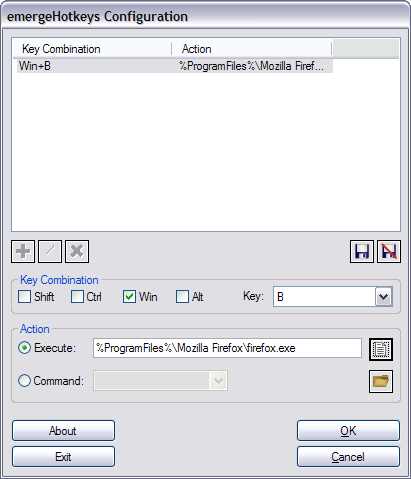 emergeHotkeys Configuration
Key Combination Action
Win+B %ProgramFiles%\Mozilla Firef...
Key Combination
Shift Ctrl Win Alt Key: B
Action
Execute: %ProgramFiles%\Mozilla Firefox\firefox.exe
Command:
About OK
Exit Cancel